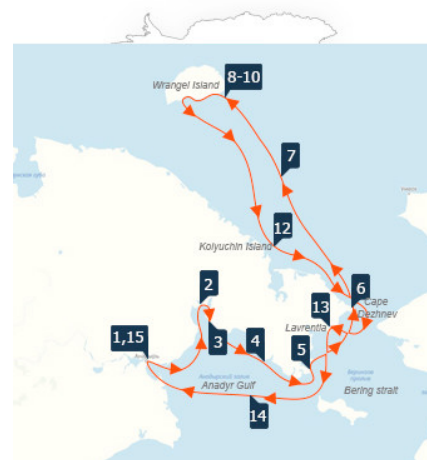 Wrangel Island
8-10
7
12
Kolyuchin Island
2
6
Cape
Dezhnev
13
Lavrentia
3
4
1,15
5
Anadyr Gulf
14
Bering strait